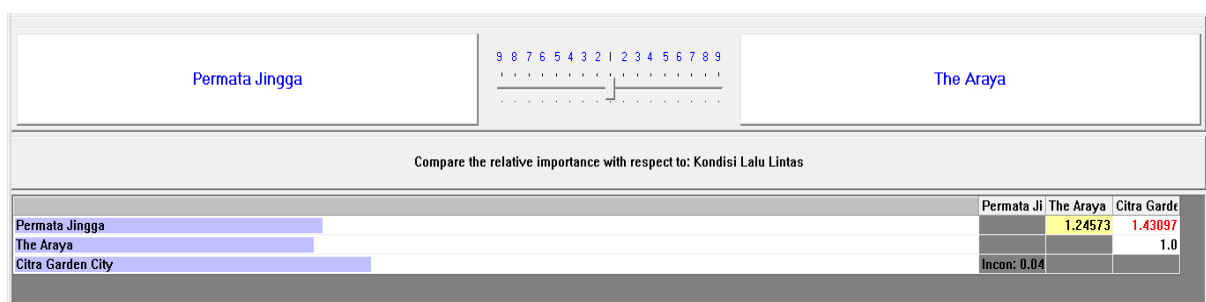 Permata Jingga
9 8 7 6 5 4 3 2 1 2 3 4 5 6 7 8 9
The Araya
Compare the relative importance with respect to: Kondisi Lalu Lintas
Permata Ji The Araya Citra Garde
Permata Jingga 1.24573 1.43097
The Araya 1.0
Citra Garden City Incon: 0.04